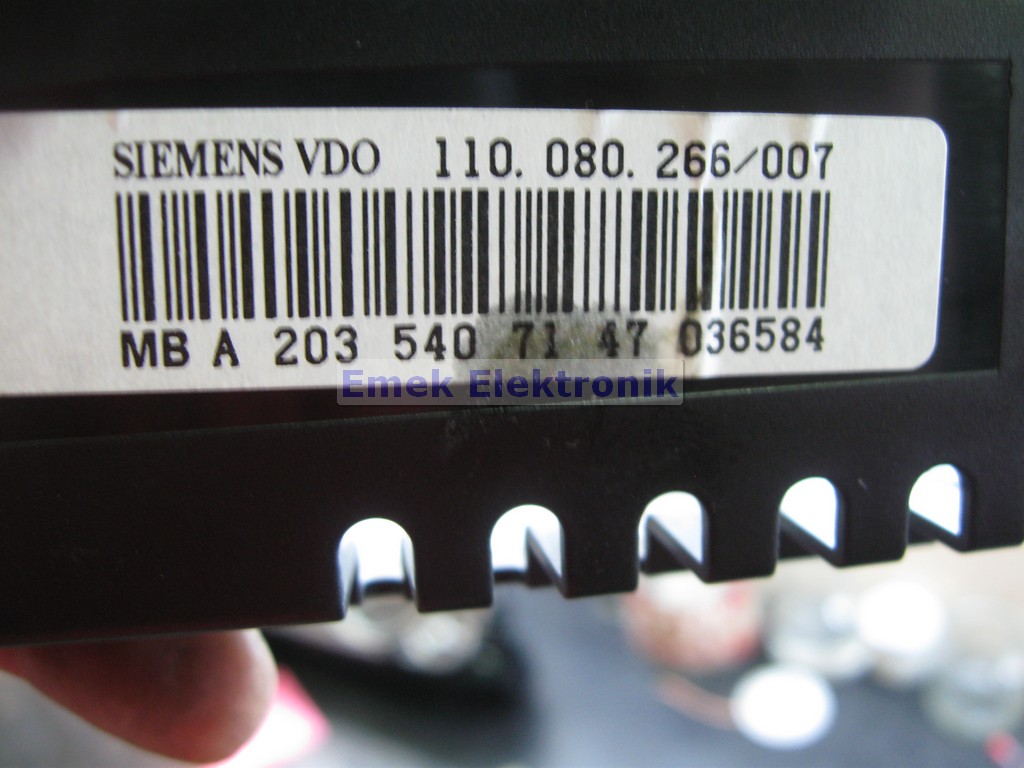 SIEMENS VDO 110.080.266/007
MB A 203 540 71 47 036584
Emek Elektronik